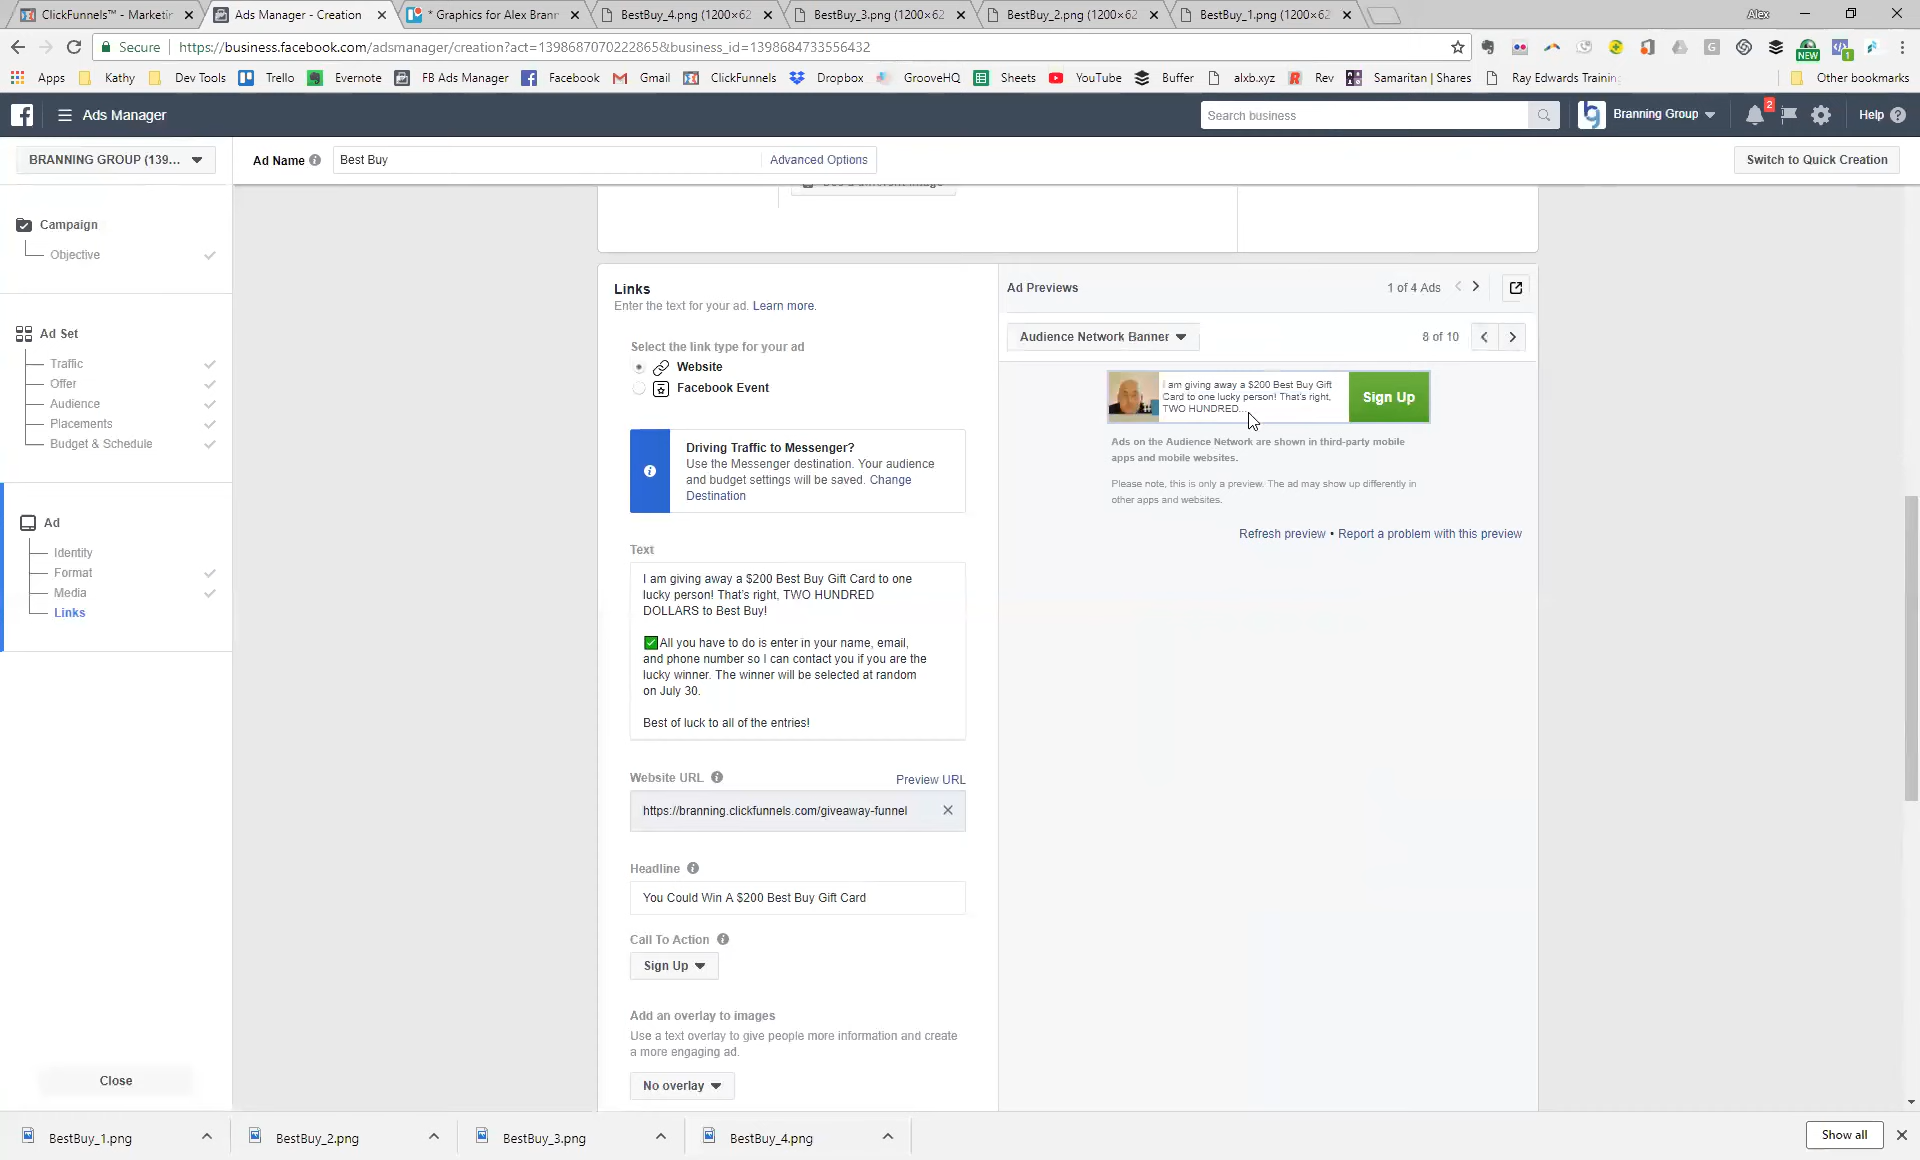 ClickFunnels™ - Marketin
Ads Manager - Creation
* Graphics for Alex Brann
BestBuy_4.png (1200×62
BestBuy_3.png (1200×62
BestBuy_2.png (1200×62
BestBuy_1.png (1200×62
Alex
Secure
https://business.facebook.com/adsmanager/creation?act=1398687070222865&business_id=1398684733556432
NEW
1
Apps
Kathy
Dev Tools
Trello
Evernote
FB Ads Manager
Facebook
Gmail
ClickFunnels
Dropbox
GrooveHQ
Sheets
YouTube
Buffer
alxb.xyz
Rev
Samaritan | Shares
Ray Edwards Trainin
Other bookmarks
Ads Manager
Search business
Branning Group
2
Help
BRANNING GROUP (139...
Ad Name
Best Buy
Advanced Options
Switch to Quick Creation
Campaign
Objective
Ad Set
Traffic
Offer
Audience
Placements
Budget & Schedule
Ad
Identity
Format
Media
Links
Close
Links
Enter the text for your ad. Learn more.
Select the link type for your ad
Website
Facebook Event
Driving Traffic to Messenger?
Use the Messenger destination. Your audience
and budget settings will be saved. Change
Destination
Text
I am giving away a $200 Best Buy Gift Card to one
lucky person! That's right, TWO HUNDRED
DOLLARS to Best Buy!
✅All you have to do is enter in your name, email,
and phone number so I can contact you if you are the
lucky winner. The winner will be selected at random
on July 30.
Best of luck to all of the entries!
Website URL
Preview URL
https://branning.clickfunnels.com/giveaway-funnel
Headline
You Could Win A $200 Best Buy Gift Card
Call To Action
Sign Up
Add an overlay to images
Use a text overlay to give people more information and create
a more engaging ad.
No overlay
Ad Previews
1 of 4 Ads
Audience Network Banner
8 of 10
I am giving away a $200 Best Buy Gift
Card to one lucky person! That's right,
TWO HUNDRED...
Sign Up
Ads on the Audience Network are shown in third-party mobile
apps and mobile websites.
Please note, this is only a preview. The ad may show up differently in
other apps and websites.
Refresh preview • Report a problem with this preview
BestBuy_1.png
BestBuy_2.png
BestBuy_3.png
BestBuy_4.png
Show all